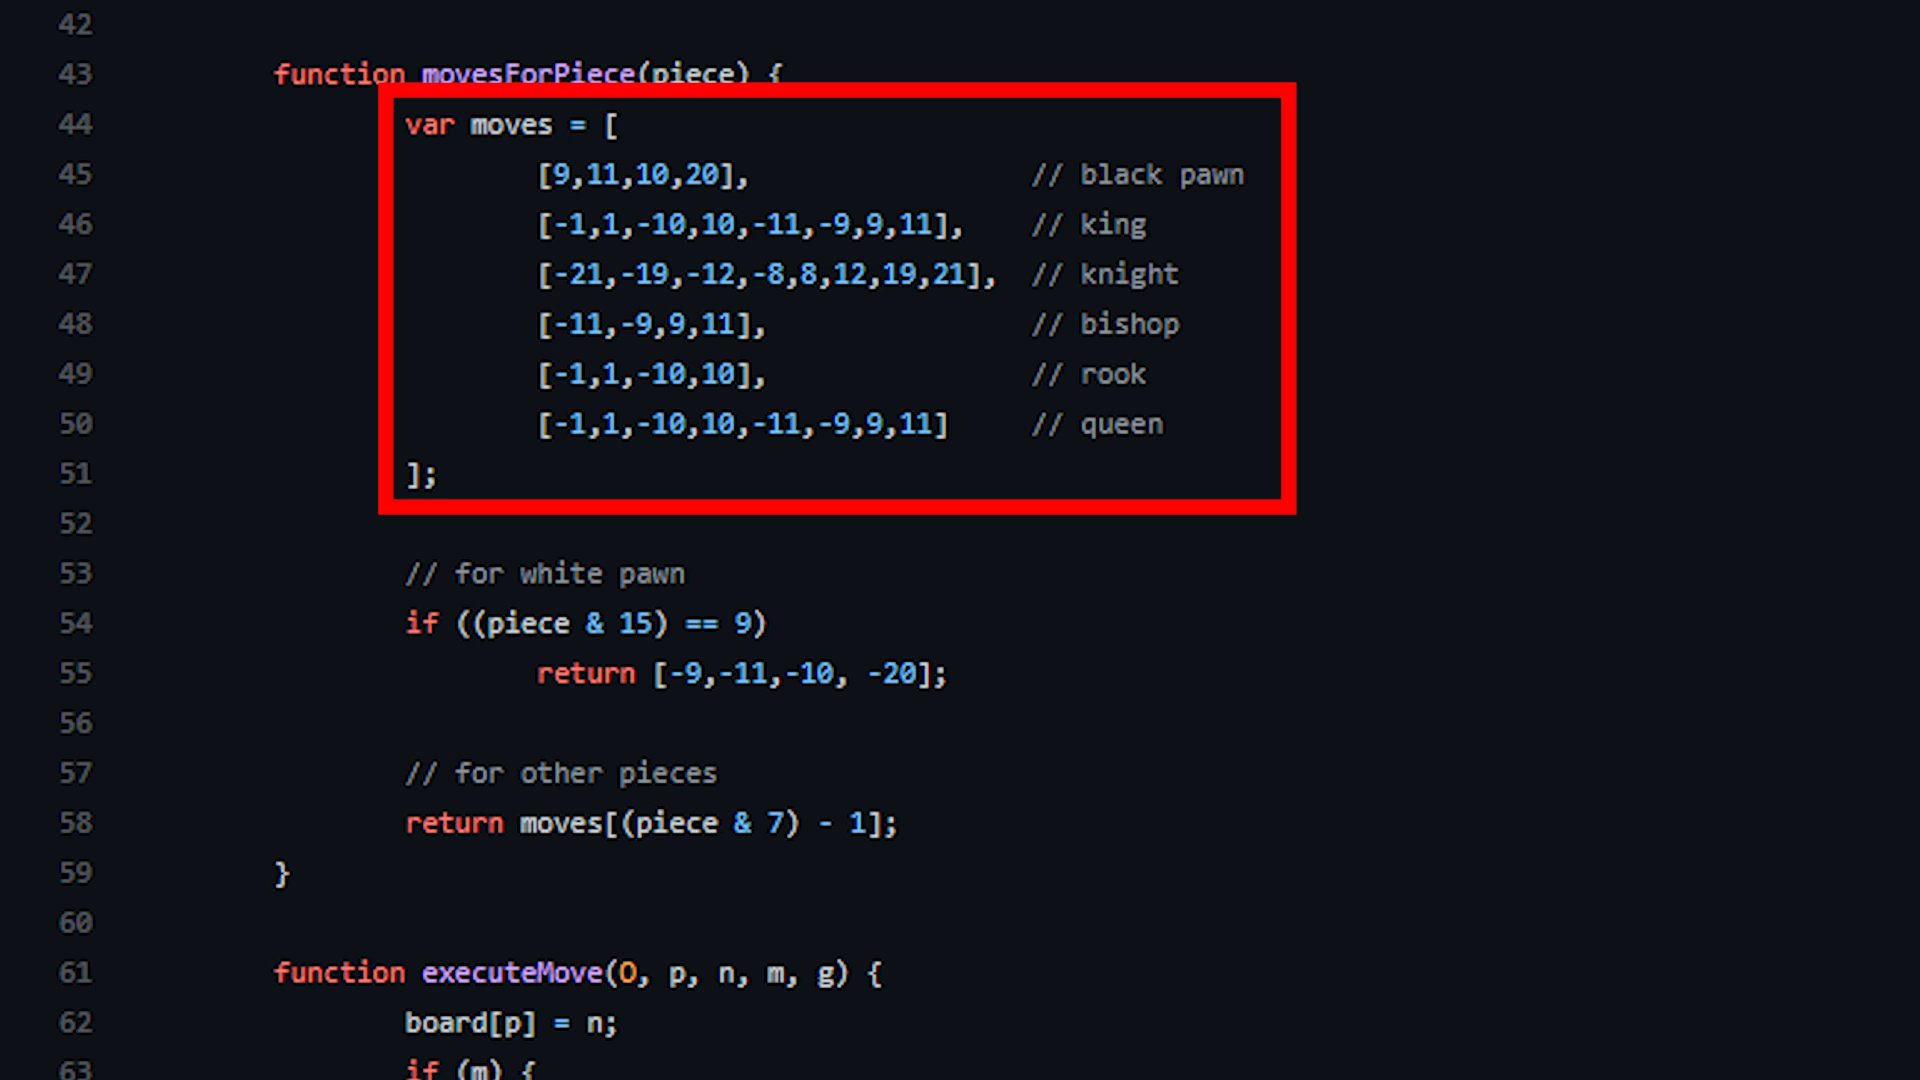 42
43 function movesForPiece(piece) {
44 var moves = [
45 [9,11,10,20], // black pawn
46 [-1,1,-10,10,-11,-9,9,11], // king
47 [-21,-19,-12,-8,8,12,19,21], // knight
48 [-11,-9,9,11], // bishop
49 [-1,1,-10,10], // rook
50 [-1,1,-10,10,-11,-9,9,11] // queen
51 ];
52
53 // for white pawn
54 if ((piece & 15) == 9)
55 return [-9,-11,-10, -20];
56
57 // for other pieces
58 return moves[(piece & 7) - 1];
59 }
60
61 function executeMove(O, p, n, m, g) {
62 board[p] = n;
63 if (m) {